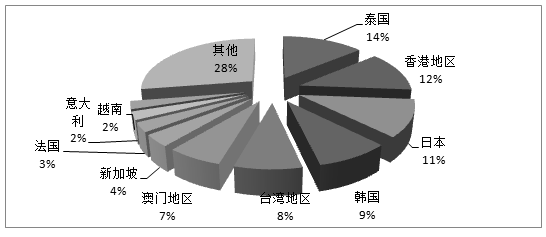 泰国
14%
香港地区
12%
日本
11%
韩国
9%
台湾地区
8%
澳门地区
7%
新加坡
4%
法国
3%
意大
利
2%
越南
2%
其他
28%